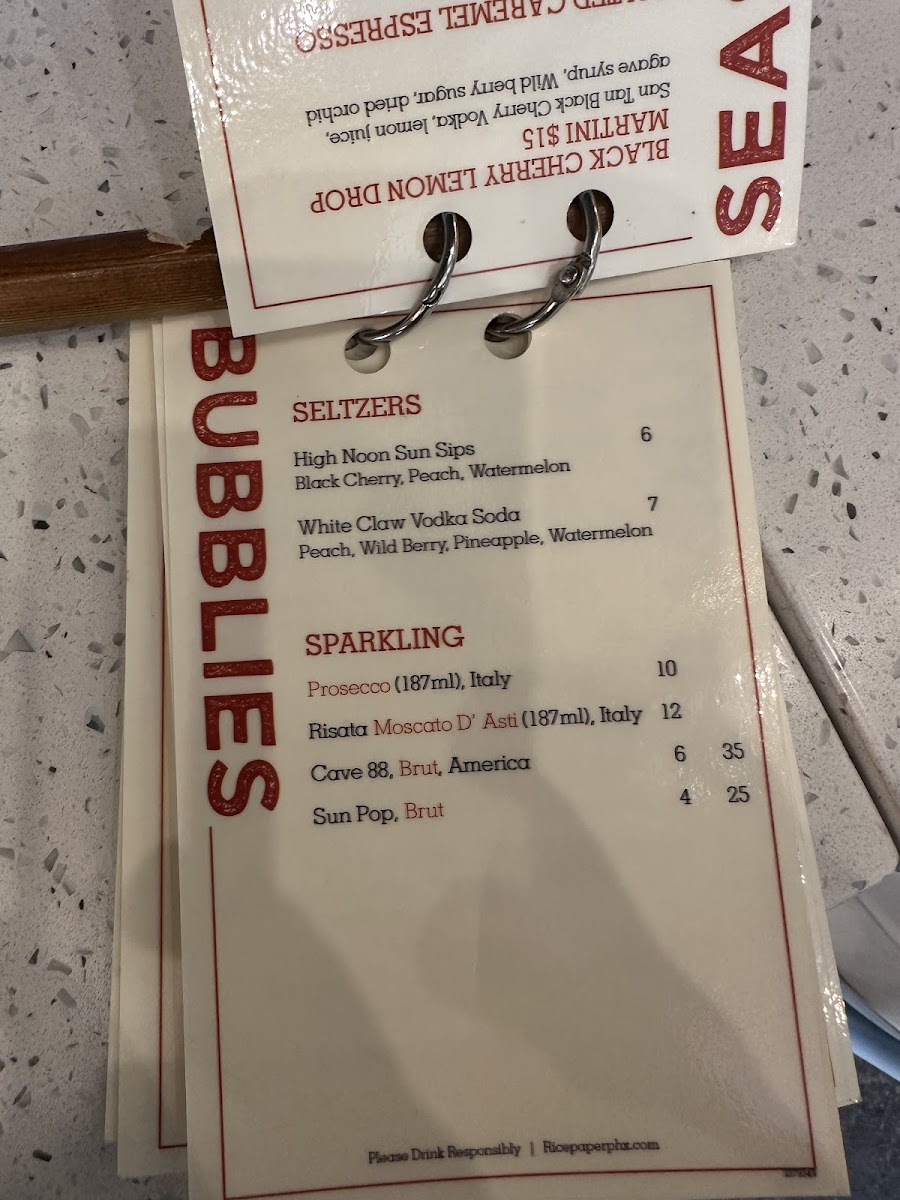 SEA
CARAMEL ESPRESSO
BLACK CHERRY LEMON DROP
MARTINI $15
San Tan Black Cherry Vodka, lemon juice,
agave syrup, Wild berry sugar, dried orchid
BUBBLIES
SELTZERS
High Noon Sun Sips 6
Black Cherry, Peach, Watermelon
White Claw Vodka Soda 7
Peach, Wild Berry, Pineapple, Watermelon
SPARKLING
Prosecco (187ml), Italy 10
Risata Moscato D' Asti (187ml), Italy 12
Cave 88, Brut, America 6 35
Sun Pop, Brut 4 25
Please Drink Responsibly | Ricepaperphx.com